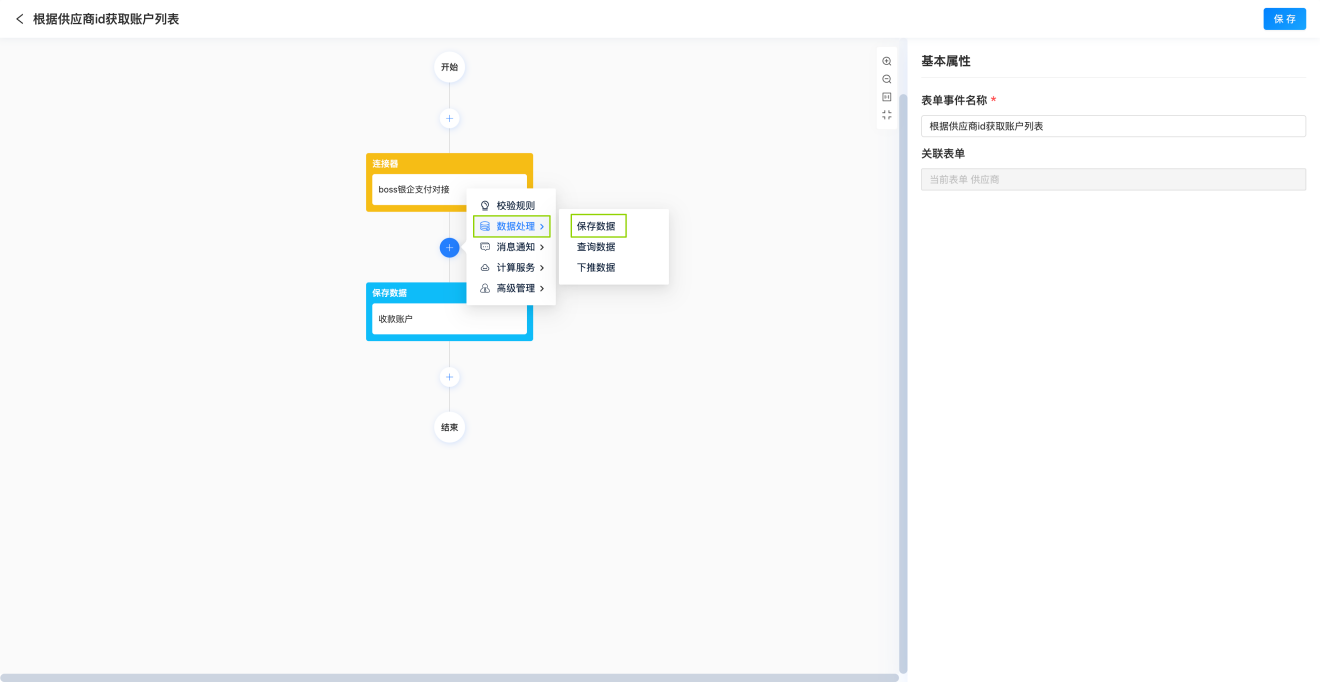 根据供应商id获取账户列表
保 存
开始
连接器
boss银企支付对接
校验规则
数据处理
消息通知
计算服务
高级管理
保存数据
查询数据
下推数据
保存数据
收款账户
结束
基本属性
表单事件名称 *
根据供应商id获取账户列表
关联表单
当前表单 供应商